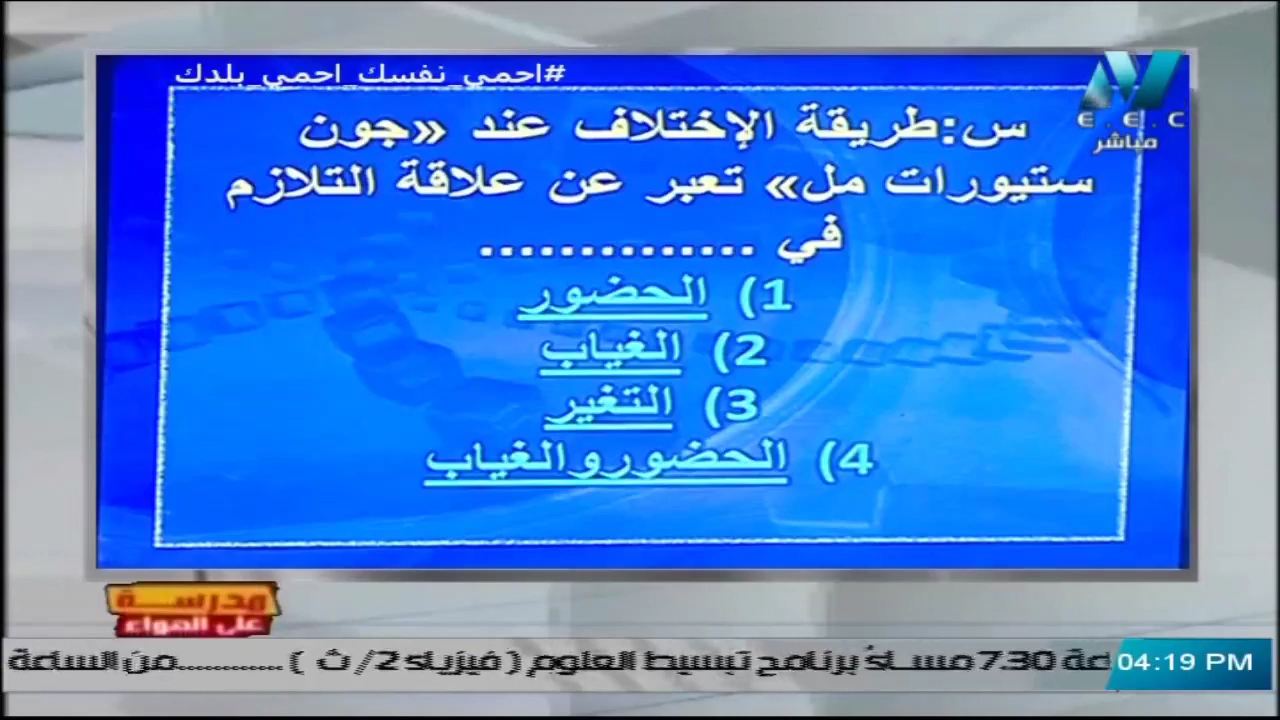 #احمي_نفسك_احمي_بلدك
E.E.C
مباشر
س:طريقة الإختلاف عند «جون
ستيورات مل» تعبر عن علاقة التلازم
في ..............
1) الحضور
2) الغياب
3) التغير
4) الحضوروالغياب
مدرسة
على الهواء
04:19 PM
7.30 مساءً برنامج تبسيط العلوم ( فيزياء 2/ ث ) ............من الساعة